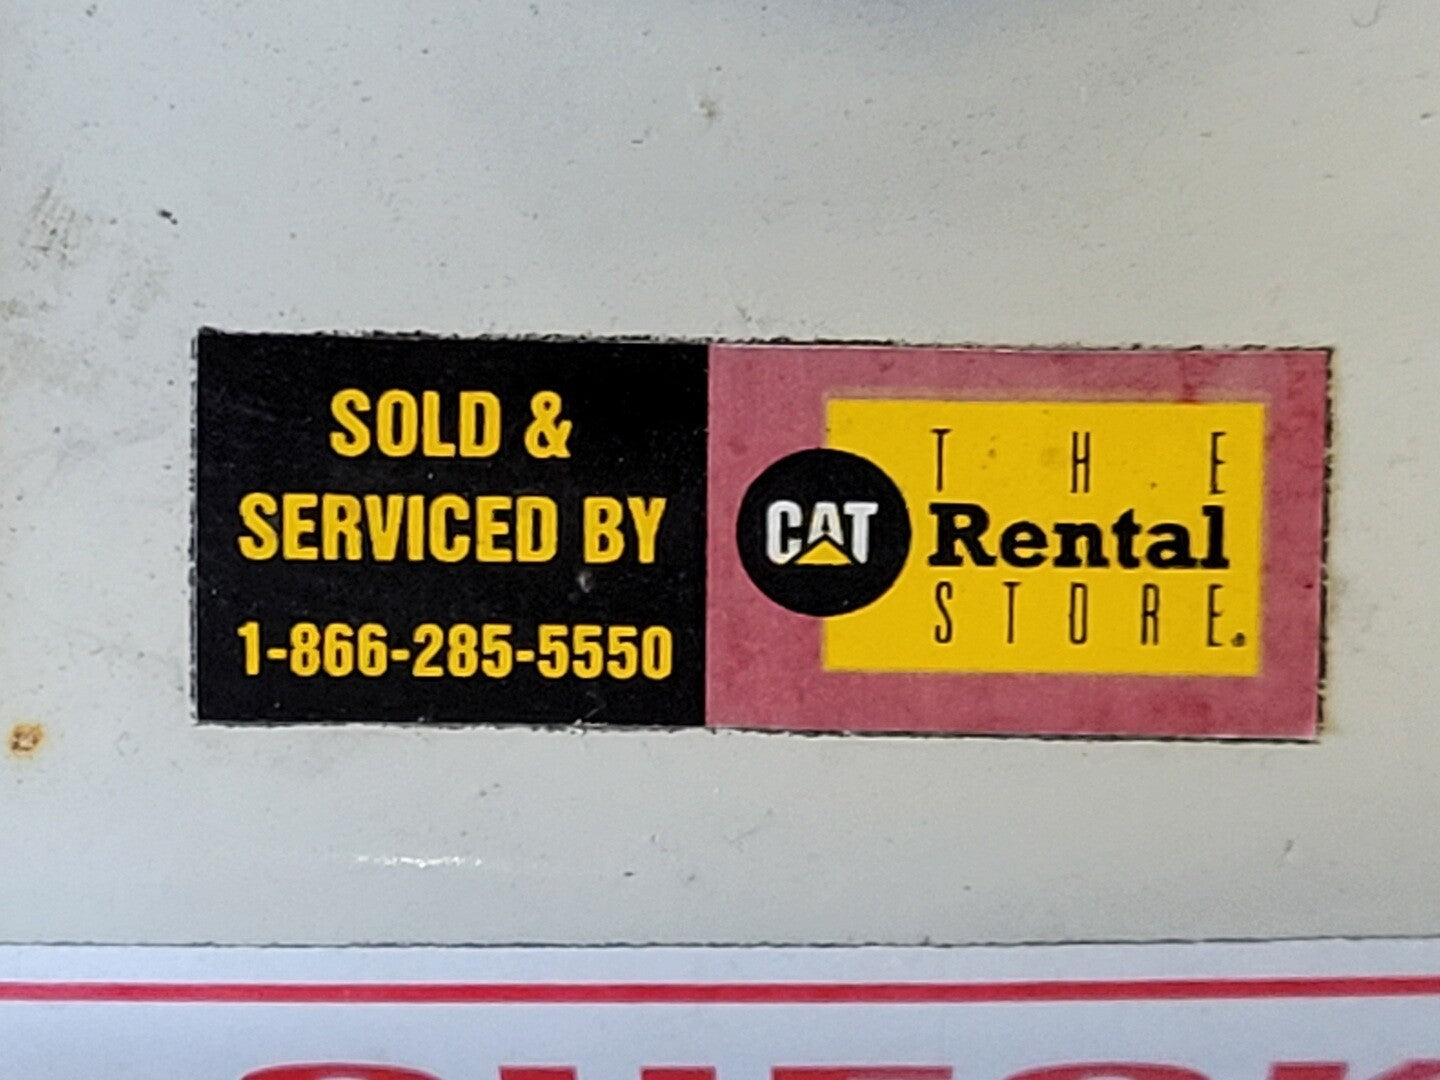 SOLD &
SERVICED BY
1-866-285-5550
CAT
THE
Rental
STORE.